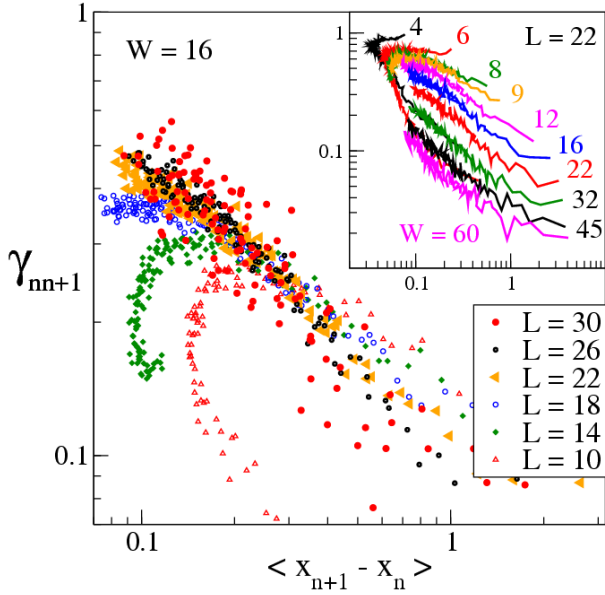 1
W = 16
1
4
6
L = 22
8
9
12
0.1
16
22
32
W = 60
45
0.1
1
γnn+1
L = 30
L = 26
L = 22
L = 18
L = 14
L = 10
0.1
0.1
1
< xn+1 - xn >